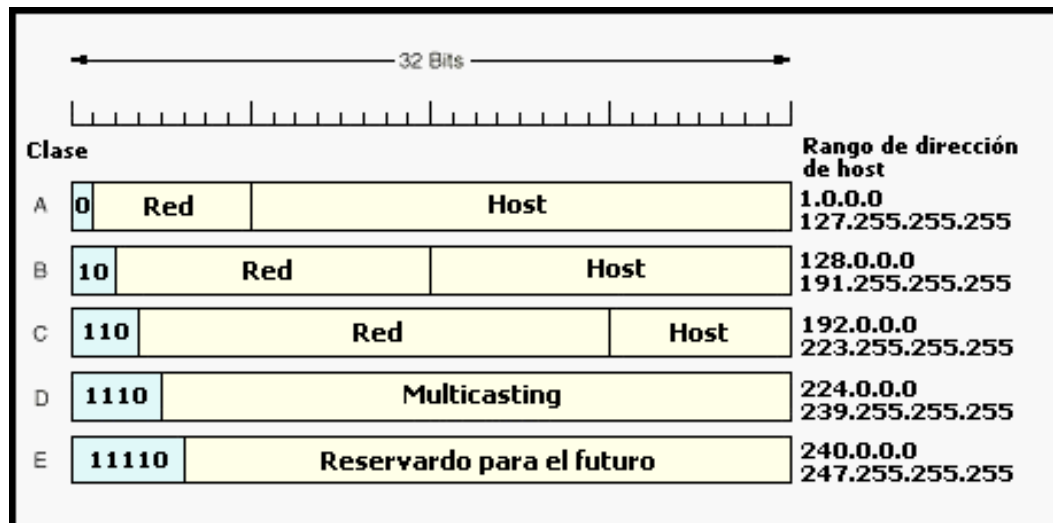 32 Bits
Clase
Rango de dirección
de host
A
0
Red
Host
1.0.0.0
127.255.255.255
B
10
Red
Host
128.0.0.0
191.255.255.255
C
110
Red
Host
192.0.0.0
223.255.255.255
D
1110
Multicasting
224.0.0.0
239.255.255.255
E
11110
Reservardo para el futuro
240.0.0.0
247.255.255.255